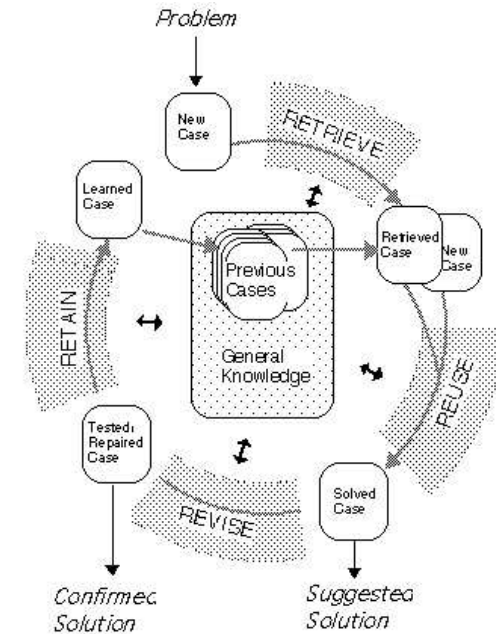 Problem
New
Case
RETRIEVE
Learned
Case
Retrieved
Case
New
Case
Previous
Cases
General
Knowledge
RETAIN
REUSE
Tested/
Repaired
Case
REVISE
Solved
Case
Confirmed
Solution
Suggested
Solution